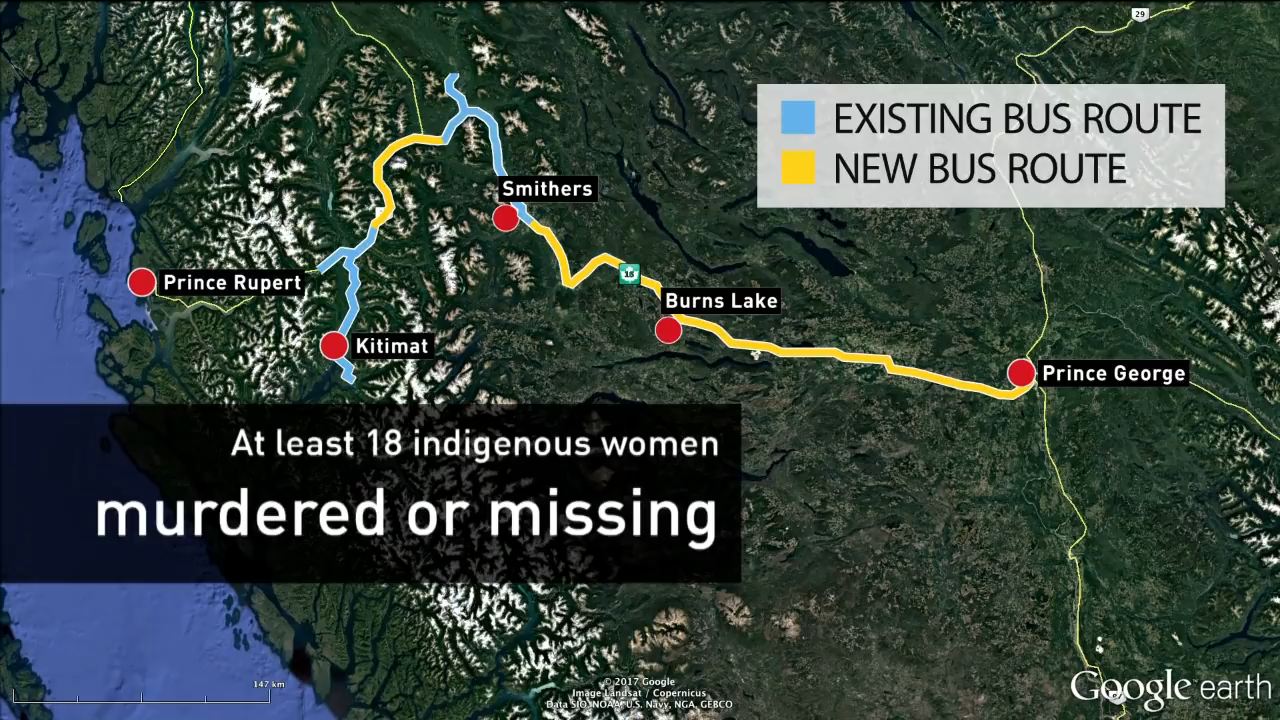 29
EXISTING BUS ROUTE
NEW BUS ROUTE
Smithers
Prince Rupert
Burns Lake
Kitimat
Prince George
At least 18 indigenous women
murdered or missing
147 km
© 2017 Google
Image Landsat / Copernicus
Data SIO, NOAA, U.S. Navy, NGA, GEBCO
Google earth